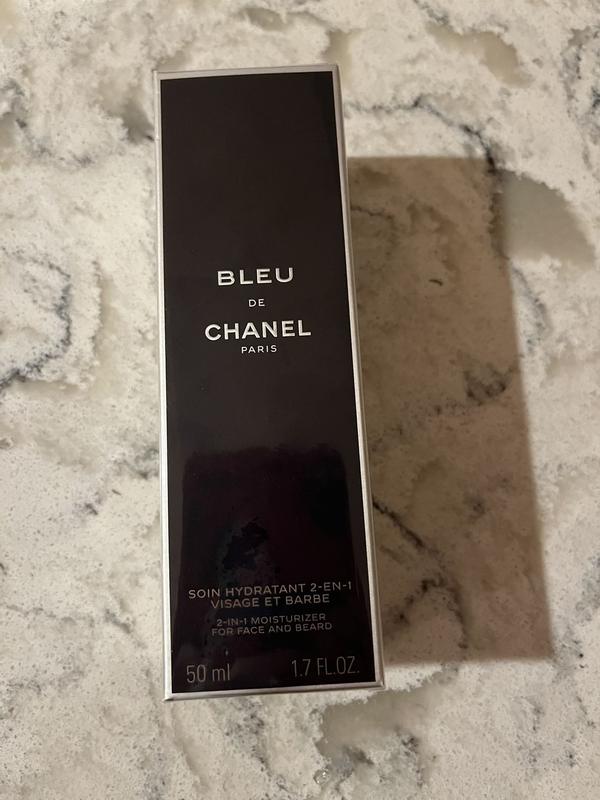 BLEU
DE
CHANEL
PARIS
SOIN HYDRATANT 2-EN-1
VISAGE ET BARBE
2-IN-1 MOISTURIZER
FOR FACE AND BEARD
50 ml 1.7 FL.OZ.